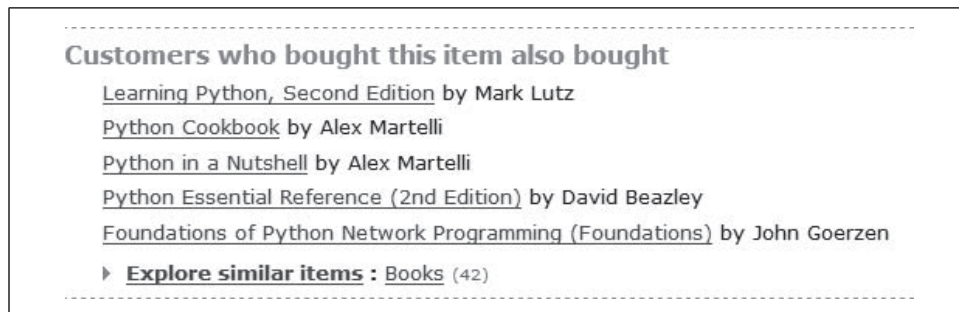 Customers who bought this item also bought
Learning Python, Second Edition by Mark Lutz
Python Cookbook by Alex Martelli
Python in a Nutshell by Alex Martelli
Python Essential Reference (2nd Edition) by David Beazley
Foundations of Python Network Programming (Foundations) by John Goerzen
Explore similar items : Books (42)